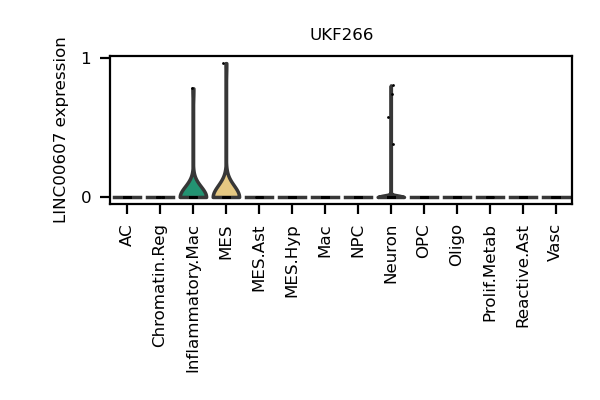 UKF266
LINC00607 expression
1
0
AC
Chromatin.Reg
Inflammatory.Mac
MES
MES.Ast
MES.Hyp
Mac
NPC
Neuron
OPC
Oligo
Prolif.Metab
Reactive.Ast
Vasc